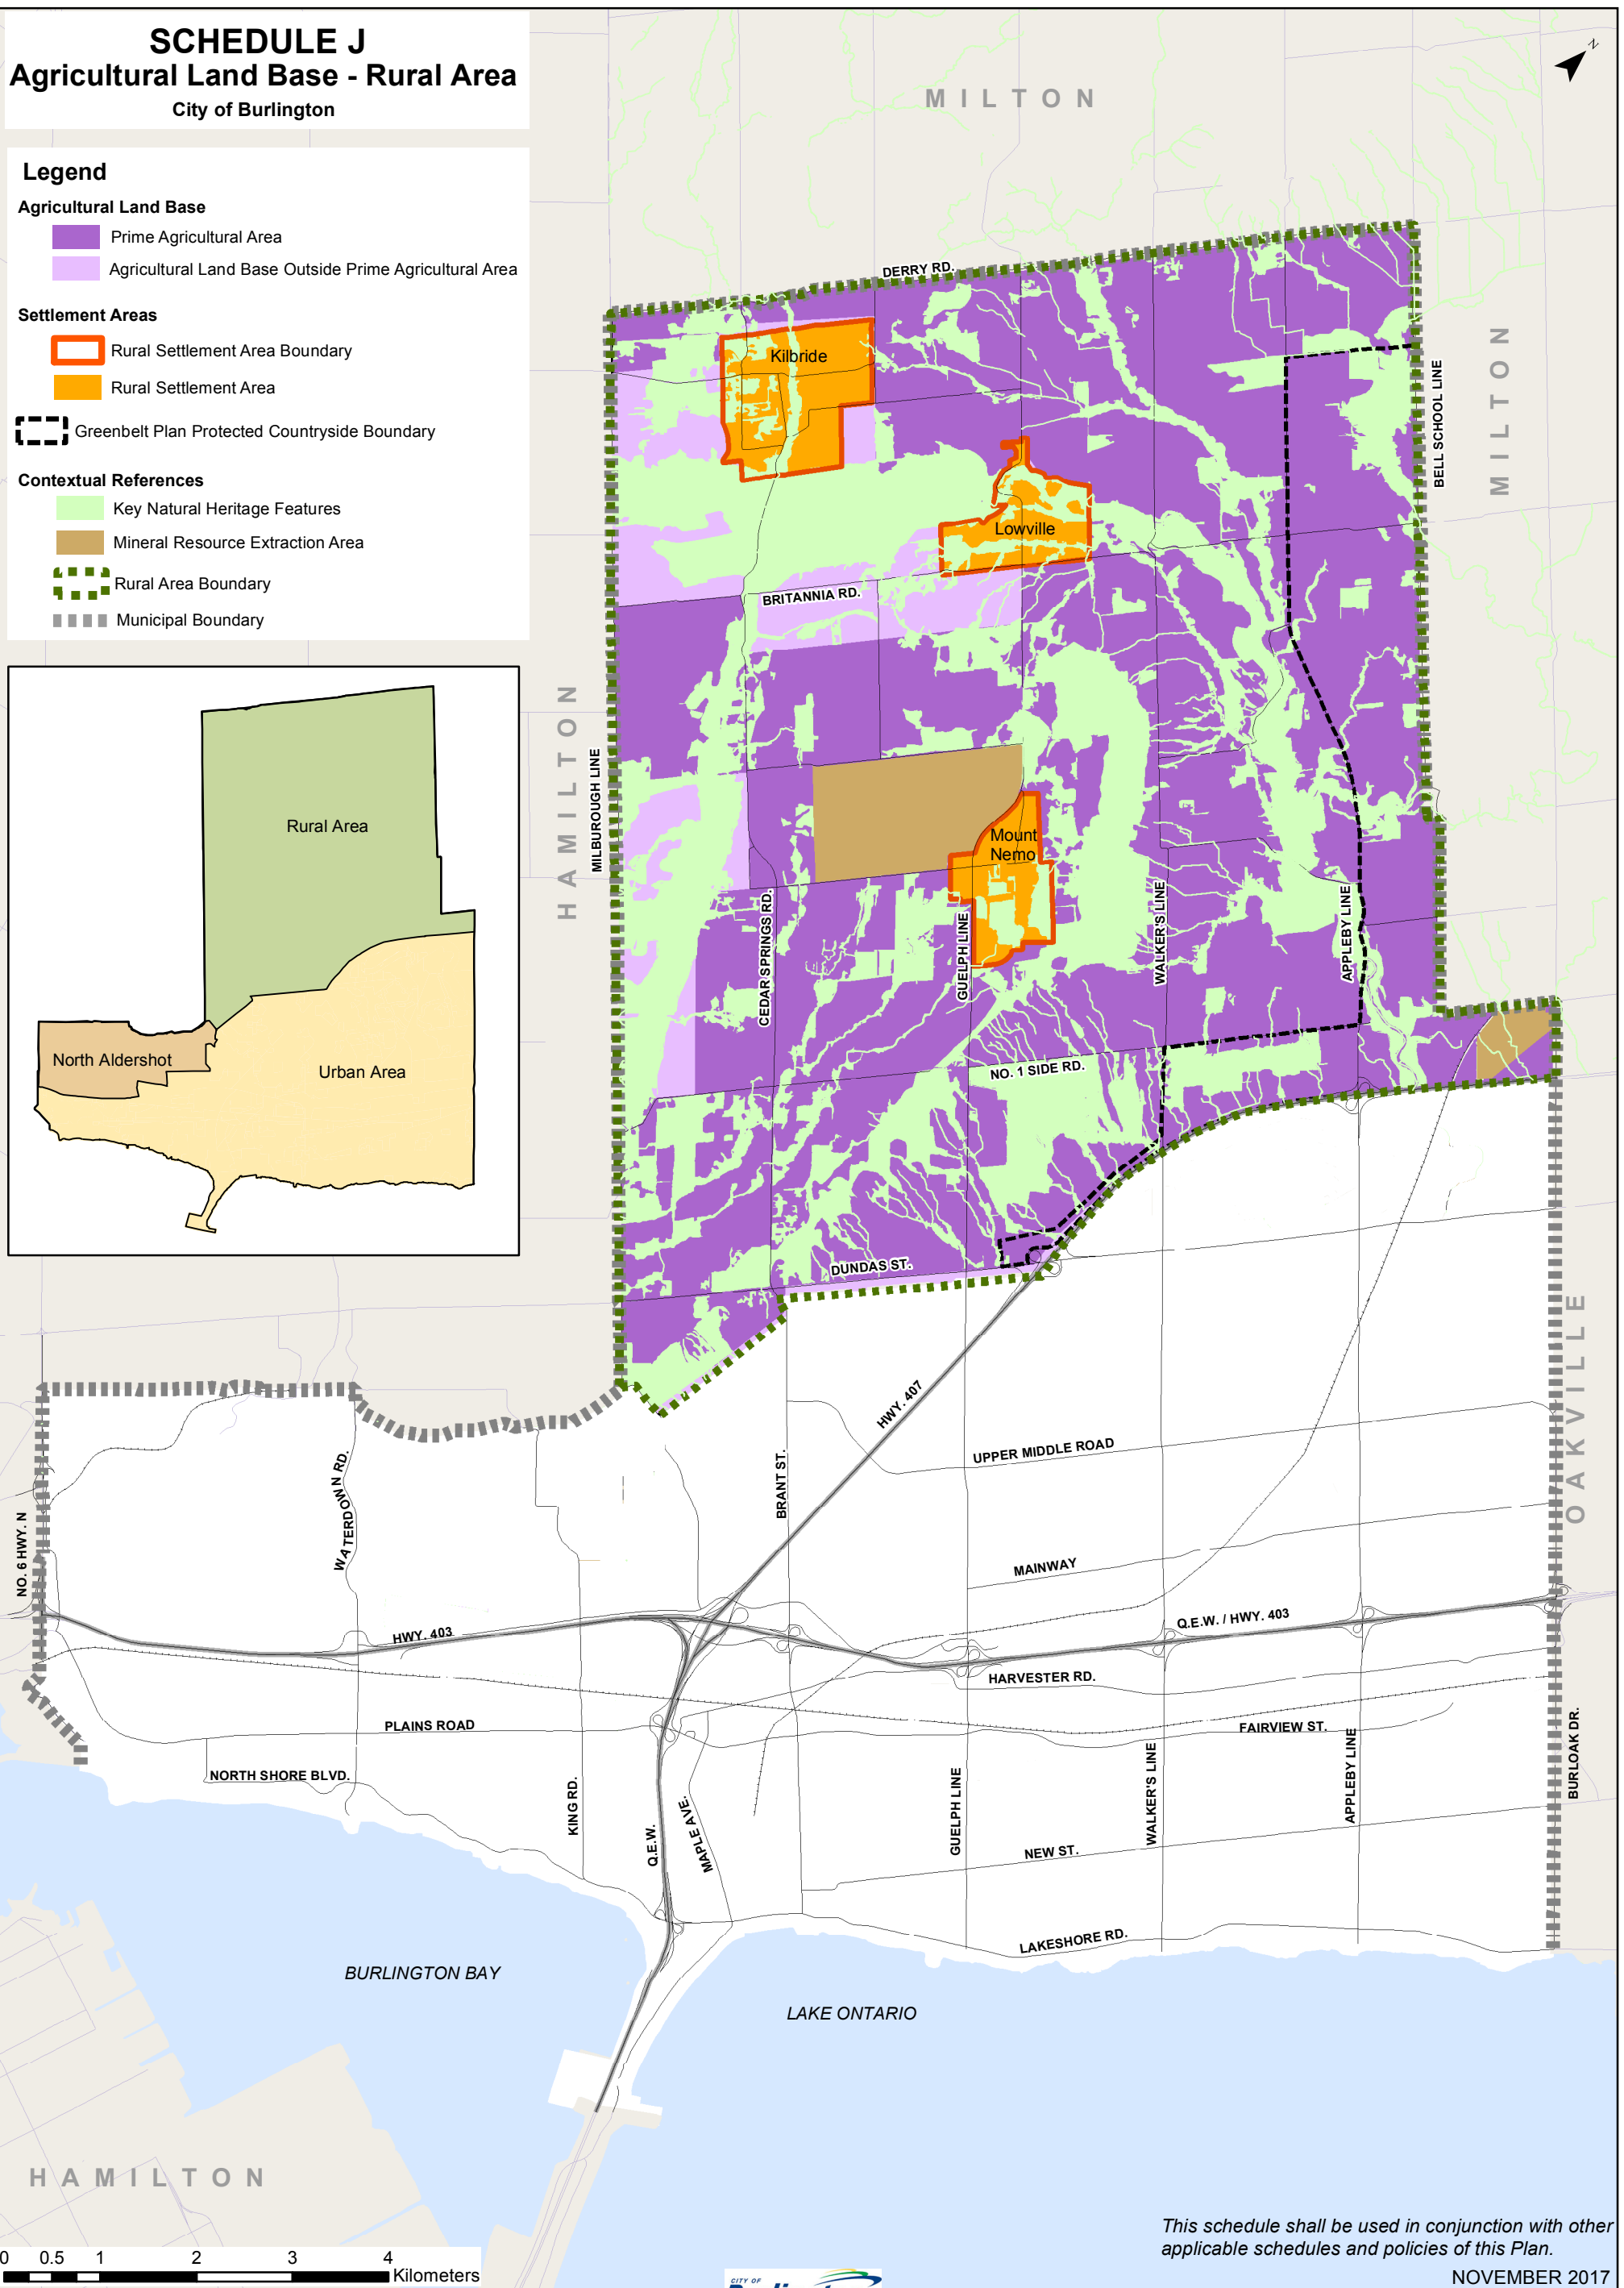 SCHEDULE J
Agricultural Land Base - Rural Area
City of Burlington
Legend
Agricultural Land Base
Prime Agricultural Area
Agricultural Land Base Outside Prime Agricultural Area
Settlement Areas
Rural Settlement Area Boundary
Rural Settlement Area
Greenbelt Plan Protected Countryside Boundary
Contextual References
Key Natural Heritage Features
Mineral Resource Extraction Area
Rural Area Boundary
Municipal Boundary
Rural Area
North Aldershot
Urban Area
N
MILTON
DERRY RD.
Kilbride
MILTON
BELL SCHOOL LINE
Lowville
BRITANNIA RD.
HAMILTON
MILBOROUGH LINE
Mount
Nemo
CEDAR SPRINGS RD.
GUELPH LINE
WALKER'S LINE
APPLEBY LINE
NO. 1 SIDE RD.
DUNDAS ST.
OAKVILLE
HWY. 407
UPPER MIDDLE ROAD
BRANT ST.
WATERDOWN RD.
NO. 6 HWY. N
MAINWAY
Q.E.W. / HWY. 403
HWY. 403
HARVESTER RD.
PLAINS ROAD
FAIRVIEW ST.
BURLOAK DR.
NORTH SHORE BLVD.
KING RD.
Q.E.W.
MAPLE AVE.
GUELPH LINE
WALKER'S LINE
APPLEBY LINE
NEW ST.
LAKESHORE RD.
BURLINGTON BAY
LAKE ONTARIO
HAMILTON
This schedule shall be used in conjunction with other
applicable schedules and policies of this Plan.
0 0.5 1 2 3 4
Kilometers
CITY OF
NOVEMBER 2017